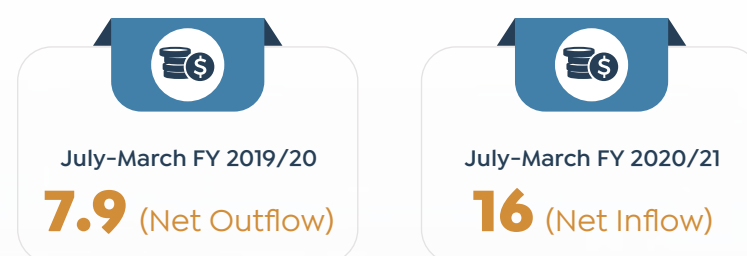 $
July-March FY 2019/20
7.9 (Net Outflow)
$
July-March FY 2020/21
16 (Net Inflow)